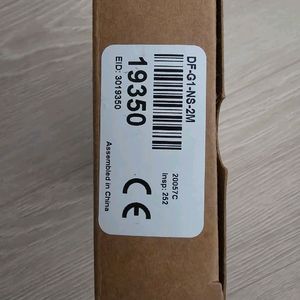 DF-G1-NS-2M
19350
EID: 3019350
20057C
insp: 252
Assembled in China
CE